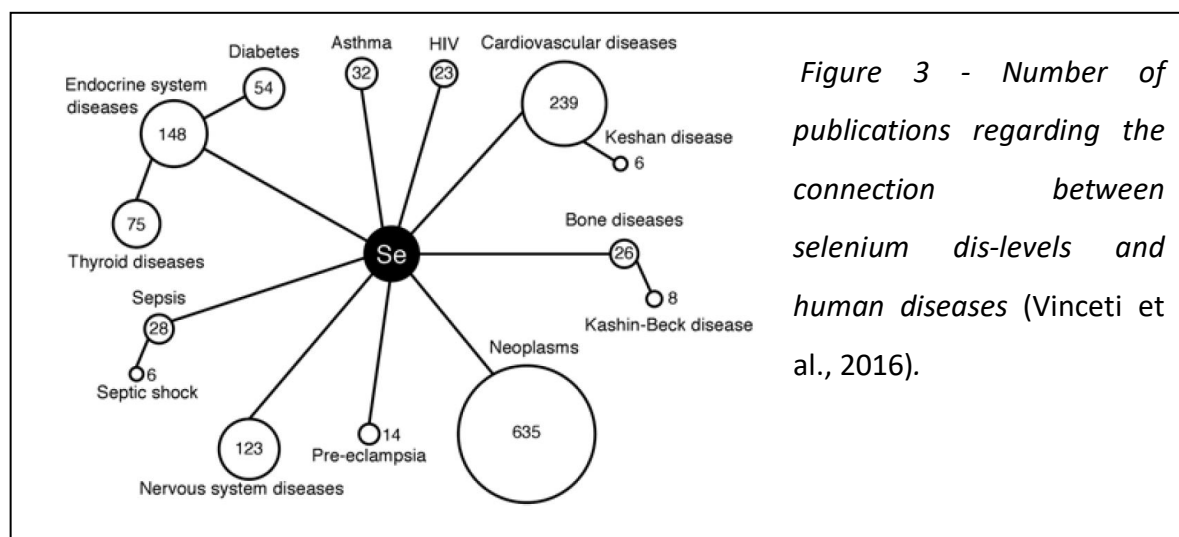 Diabetes
54
Endocrine system
diseases
148
75
Thyroid diseases
Asthma
32
HIV
23
Cardiovascular diseases
239
Keshan disease
6
Se
Bone diseases
26
8
Kashin-Beck disease
Sepsis
28
6
Septic shock
123
Nervous system diseases
14
Pre-eclampsia
Neoplasms
635
Figure 3 - Number of
publications regarding the
connection between
selenium dis-levels and
human diseases (Vinceti et
al., 2016).